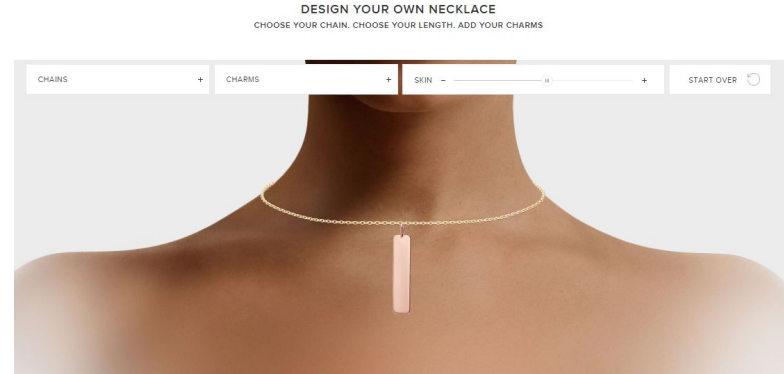 DESIGN YOUR OWN NECKLACE
CHOOSE YOUR CHAIN. CHOOSE YOUR LENGTH. ADD YOUR CHARMS
CHAINS +
CHARMS +
SKIN - +
START OVER